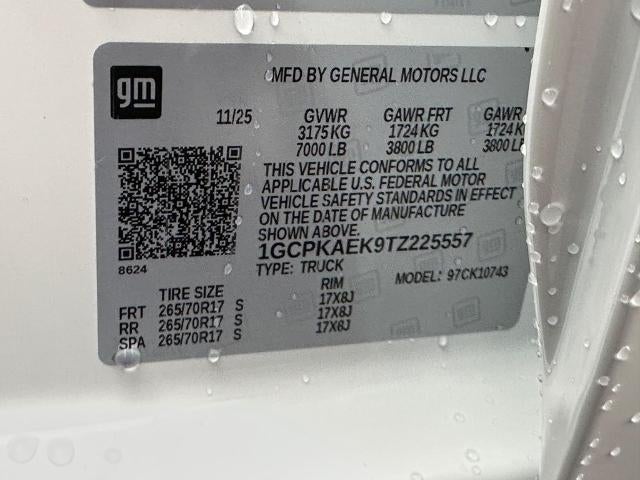 gm
MFD BY GENERAL MOTORS LLC
11/25 GVWR GAWR FRT GAWR
3175 KG 1724 KG 1724 K
7000 LB 3800 LB 3800 LB
THIS VEHICLE CONFORMS TO ALL
APPLICABLE U.S. FEDERAL MOTOR
VEHICLE SAFETY STANDARDS IN EFFECT
ON THE DATE OF MANUFACTURE
SHOWN ABOVE.
1GCPKAEK9TZ225557
8624 TYPE: TRUCK MODEL: 97CK10743
TIRE SIZE RIM
FRT 265/70R17 S 17X8J
RR 265/70R17 S 17X8J
SPA 265/70R17 S 17X8J